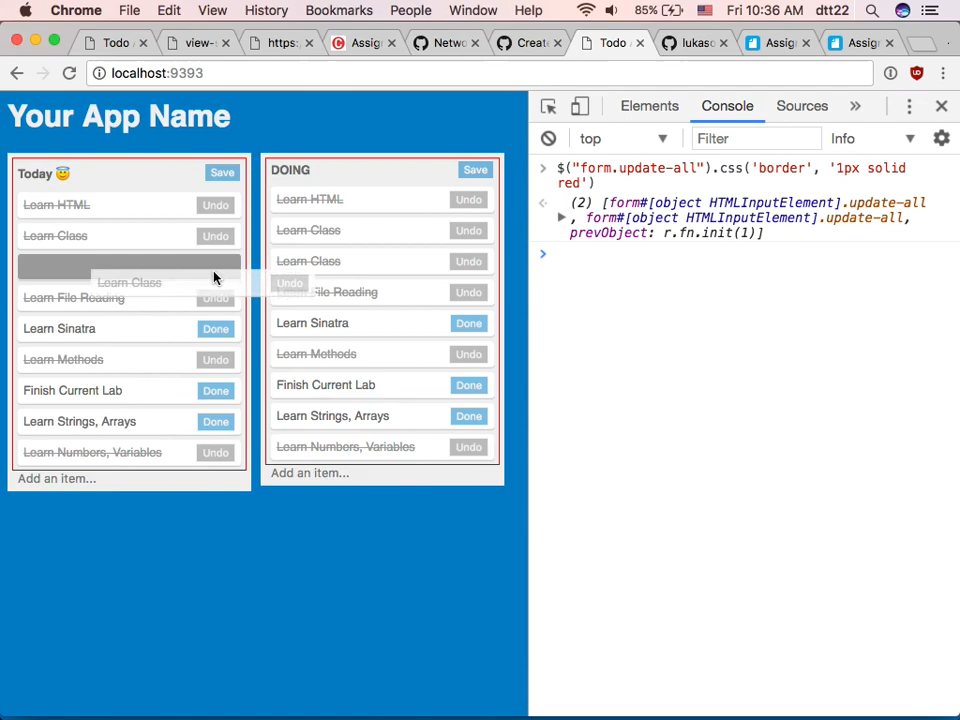 Chrome File Edit View History Bookmarks People Window Help 85% Fri 10:36 AM dtt22
Todo view- https: Assig Netwo Create Todo lukaso Assig Assig
localhost:9393
Your App Name
Today 😇 Save
Learn HTML Undo
Learn Class Undo
Learn Class Undo
Learn File Reading Undo
Learn Sinatra Done
Learn Methods Undo
Finish Current Lab Done
Learn Strings, Arrays Done
Learn Numbers, Variables Undo
Add an item...
DOING Save
Learn HTML Undo
Learn Class Undo
Learn Class Undo
File Reading Undo
Learn Sinatra Done
Learn Methods Undo
Finish Current Lab Done
Learn Strings, Arrays Done
Learn Numbers, Variables Undo
Add an item...
Elements Console Sources »
top Filter Info
> $("form.update-all").css('border', '1px solid
red')
(2) [form#[object HTMLInputElement].update-all
, form#[object HTMLInputElement].update-all,
prevObject: r.fn.init(1)]
>